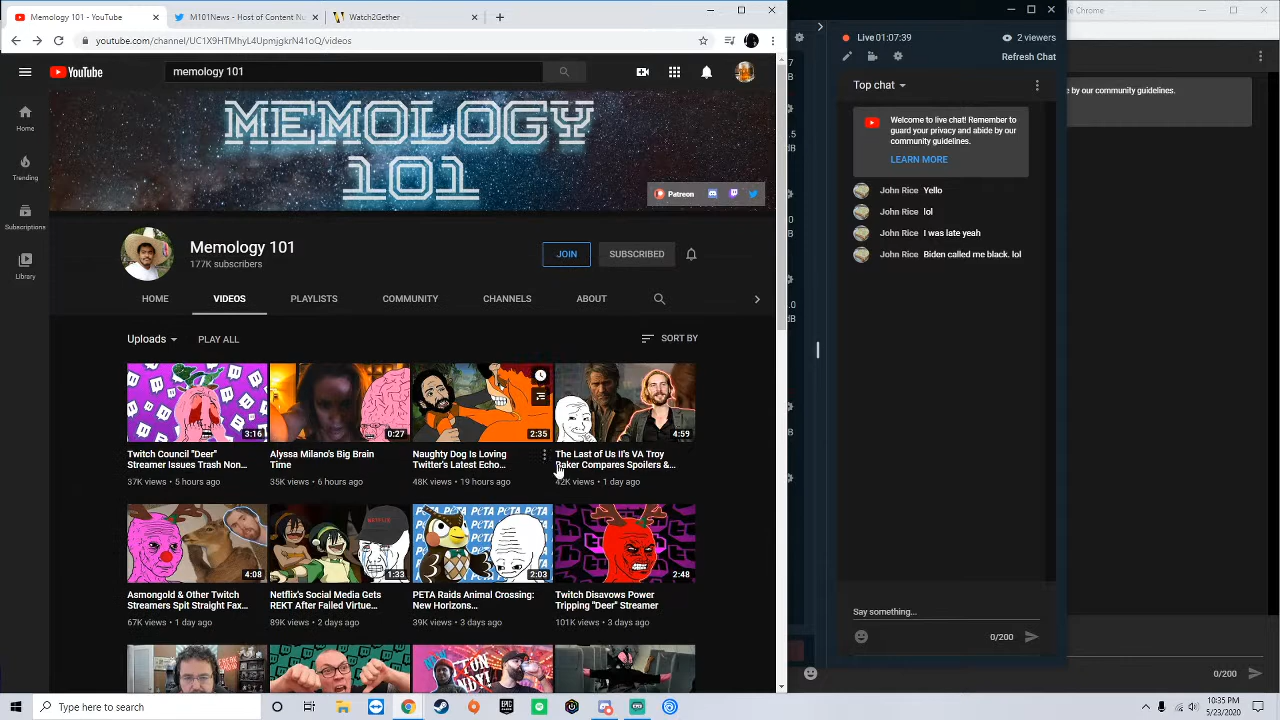 Memology 101 - YouTube
M101News - Host of Content Nu
Watch2Gether
youtube.com/channel/UC1X9HTMhyL4UpmjgkrN41oQ/videos
YouTube
memology 101
Home
Trending
Subscriptions
Library
MEMOLOGY
101
Patreon
Memology 101
177K subscribers
JOIN
SUBSCRIBED
HOME
VIDEOS
PLAYLISTS
COMMUNITY
CHANNELS
ABOUT
Uploads
PLAY ALL
SORT BY
3:16
0:27
2:35
4:59
Twitch Council "Deer"
Streamer Issues Trash Non...
37K views • 5 hours ago
Alyssa Milano's Big Brain
Time
35K views • 6 hours ago
Naughty Dog Is Loving
Twitter's Latest Echo...
48K views • 19 hours ago
The Last of Us II's VA Troy
Baker Compares Spoilers &...
42K views • 1 day ago
NETFLIX
PETA
4:08
1:33
2:03
2:48
Asmongold & Other Twitch
Streamers Spit Straight Fax...
67K views • 1 day ago
Netflix's Social Media Gets
REKT After Failed Virtue...
89K views • 2 days ago
PETA Raids Animal Crossing:
New Horizons...
39K views • 3 days ago
Twitch Disavows Power
Tripping "Deer" Streamer
101K views • 3 days ago
Live 01:07:39
2 viewers
Refresh Chat
Top chat
Welcome to live chat! Remember to
guard your privacy and abide by our
community guidelines.
LEARN MORE
John Rice Yello
John Rice lol
John Rice I was late yeah
John Rice Biden called me black. lol
Say something...
0/200
e Chrome
e by our community guidelines.
0/200
Type here to search
10:35 PM
5/23/2020